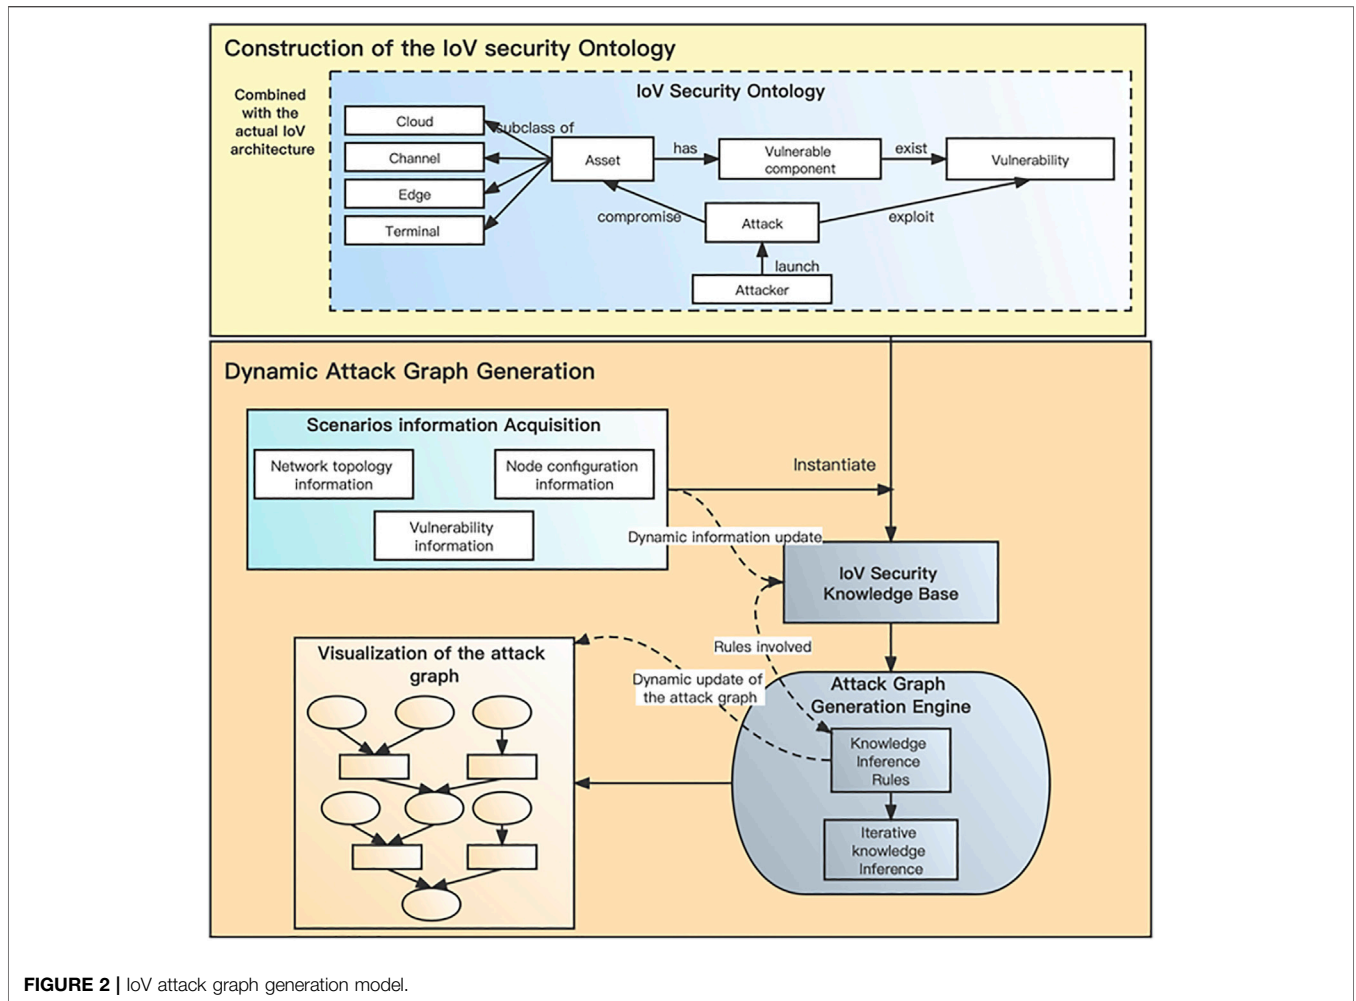 Construction of the IoV security Ontology
Combined
with the
actual IoV
architecture
IoV Security Ontology
Cloud
Channel
Edge
Terminal
subclass of
Asset
has
Vulnerable
component
exist
Vulnerability
compromise
Attack
exploit
launch
Attacker
Dynamic Attack Graph Generation
Scenarios information Acquisition
Network topology
information
Node configuration
information
Vulnerability
information
Instantiate
Dynamic information update
IoV Security
Knowledge Base
Rules involved
Visualization of the attack
graph
Dynamic update of
the attack graph
Attack Graph
Generation Engine
Knowledge
Inference
Rules
Iterative
knowledge
Inference
FIGURE 2 | IoV attack graph generation model.